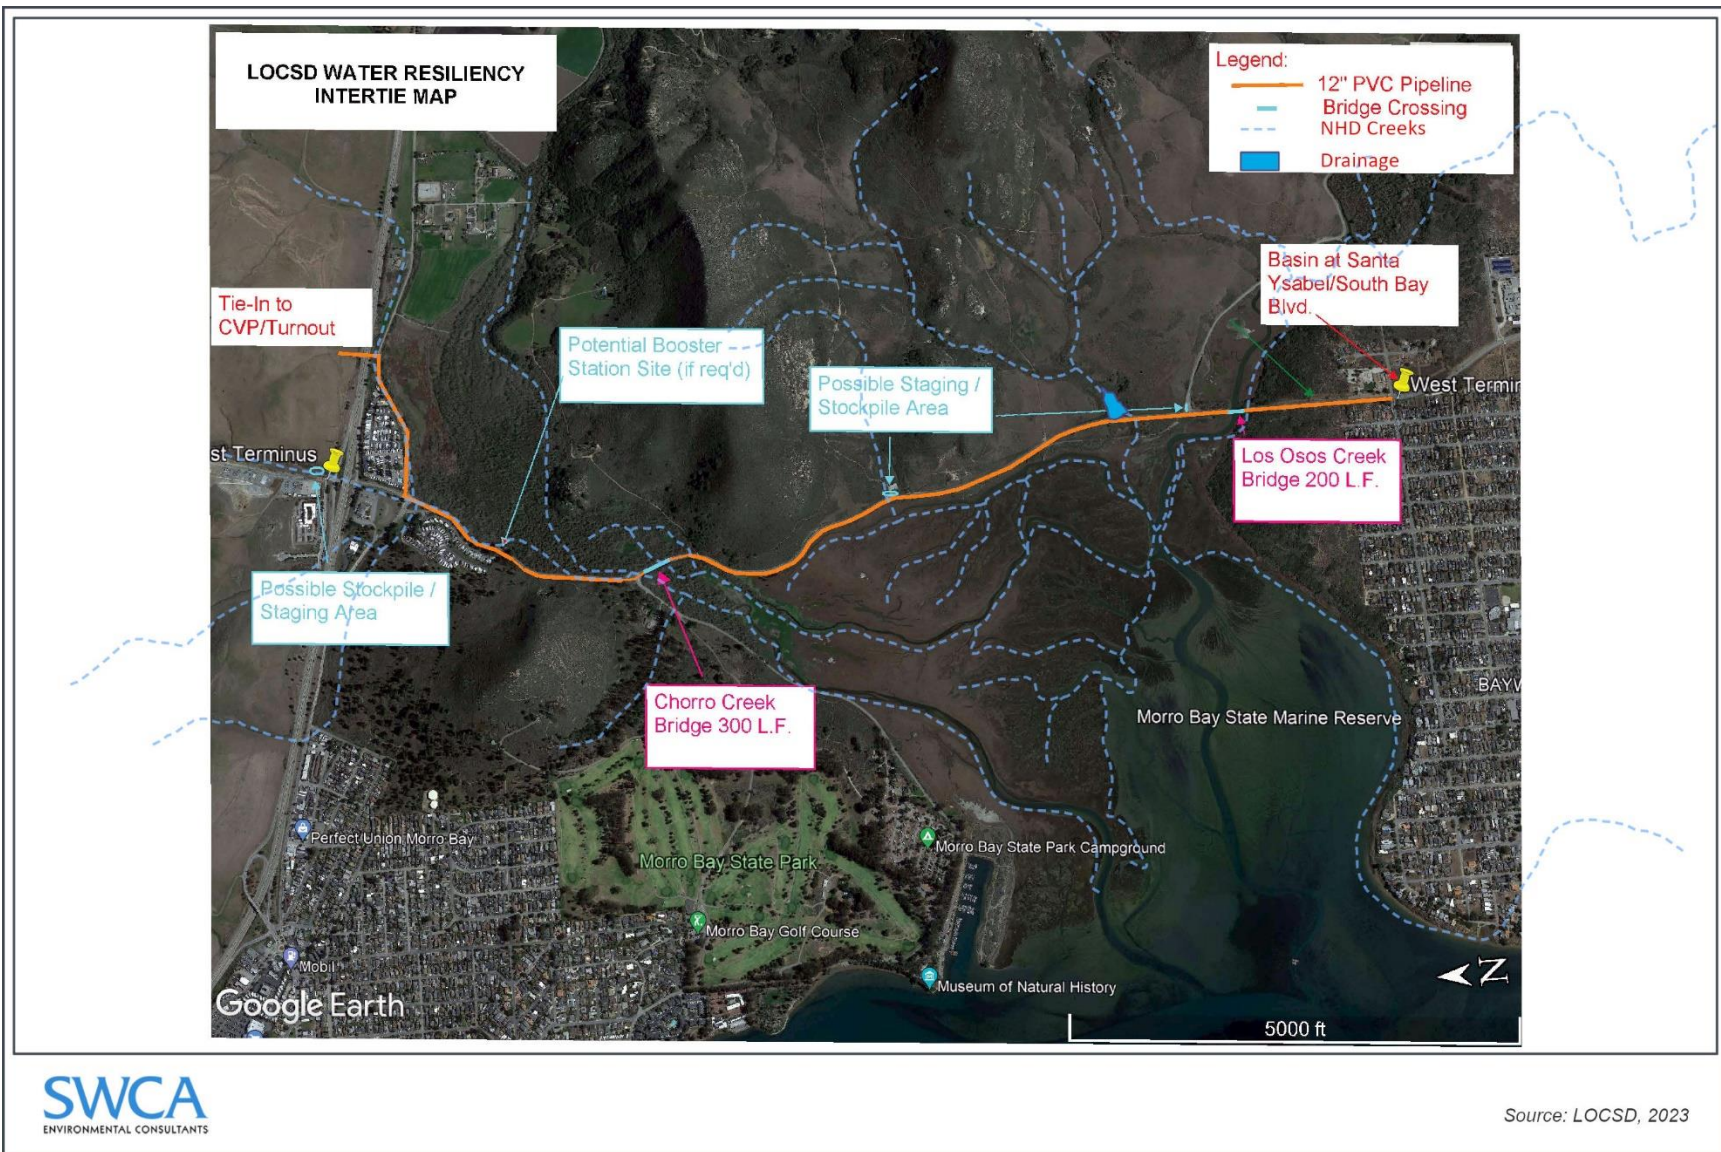 LOCSD WATER RESILIENCY
INTERTIE MAP
Legend:
12" PVC Pipeline
Bridge Crossing
NHD Creeks
Drainage
Basin at Santa
Ysabel/South Bay
Blvd.
Tie-In to
CVP/Turnout
Potential Booster
Station Site (if req'd)
Possible Staging /
Stockpile Area
West Termin
st Terminus
Los Osos Creek
Bridge 200 L.F.
Possible Stockpile /
Staging Area
Chorro Creek
Bridge 300 L.F.
BAYW
Morro Bay State Marine Reserve
Perfect Union Morro Bay
Morro Bay State Park
Morro Bay State Park Campground
Morro Bay Golf Course
Mobil
Museum of Natural History
Google Earth
N
5000 ft
SWCA
ENVIRONMENTAL CONSULTANTS
Source: LOCSD, 2023